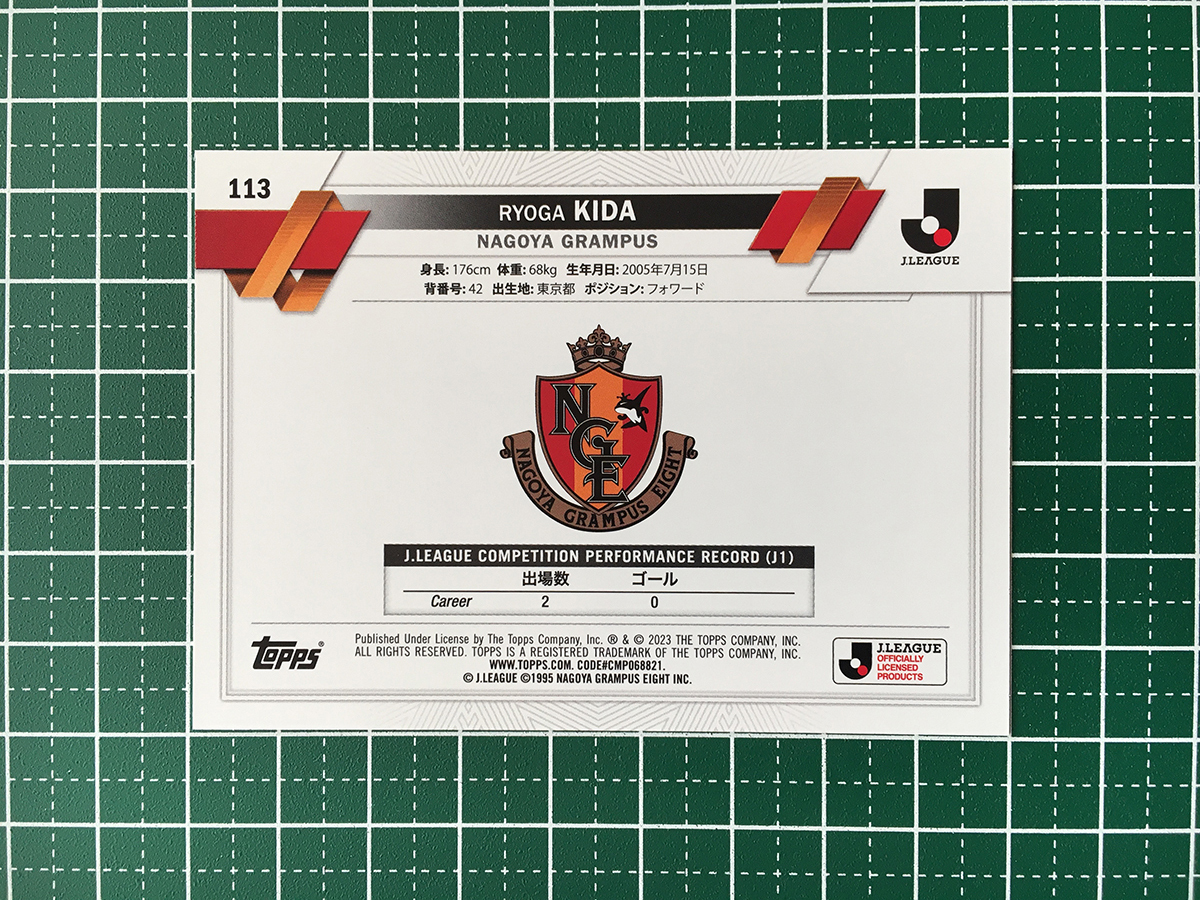 113
RYOGA KIDA
NAGOYA GRAMPUS
J.LEAGUE
身長: 176cm 体重: 68kg 生年月日: 2005年7月15日
背番号: 42 出生地: 東京都 ポジション: フォワード
NGE
NAGOYA GRAMPUS EIGHT
J.LEAGUE COMPETITION PERFORMANCE RECORD (J1)
出場数 ゴール
Career 2 0
Published Under License by The Topps Company, Inc. ® & © 2023 THE TOPPS COMPANY, INC.
ALL RIGHTS RESERVED. TOPPS IS A REGISTERED TRADEMARK OF THE TOPPS COMPANY, INC.
WWW.TOPPS.COM. CODE#CMP068821.
© J.LEAGUE ©1995 NAGOYA GRAMPUS EIGHT INC.
topps®
J.LEAGUE
OFFICIALLY
LICENSED
PRODUCTS